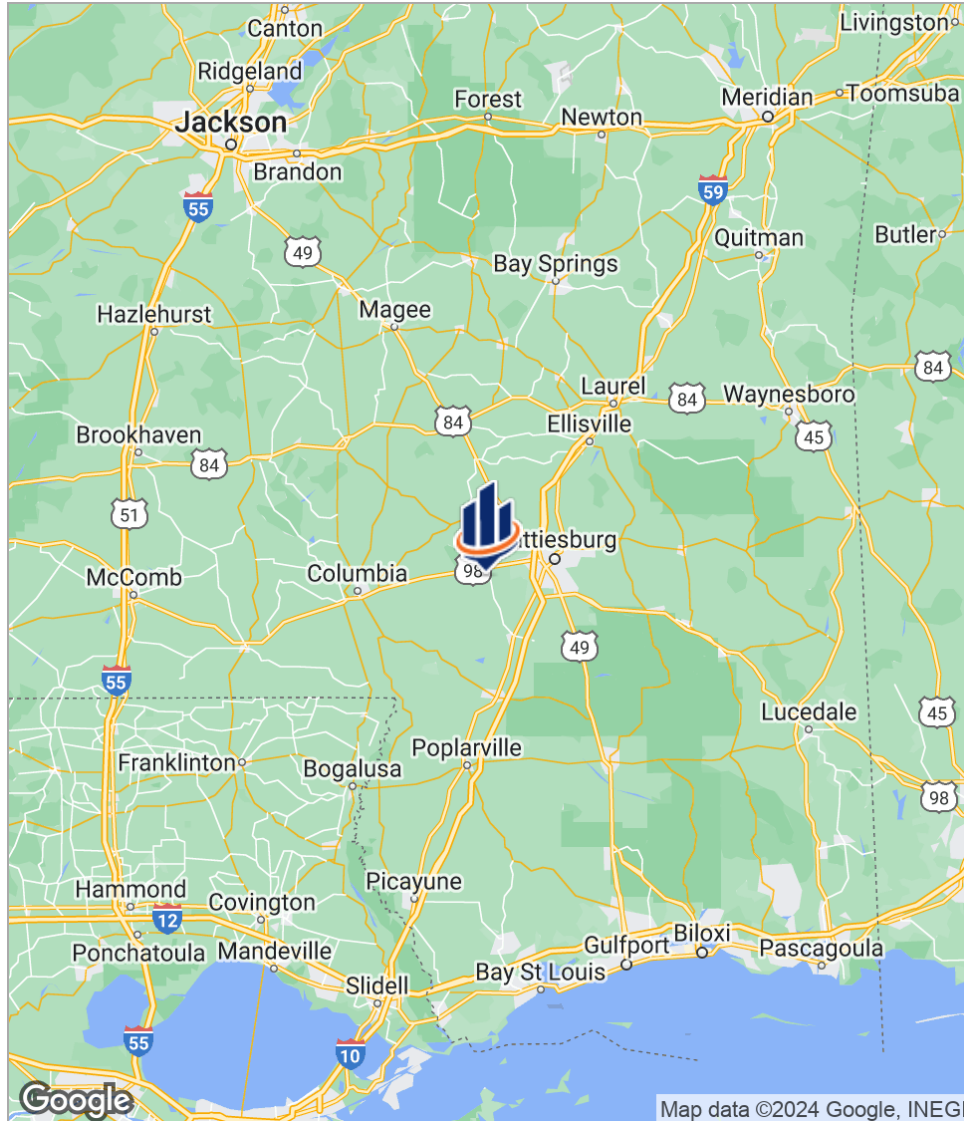 Livingston
Canton
Ridgeland
Forest
Meridian
Toomsuba
Newton
Jackson
Brandon
59
55
49
Quitman
Butler
Bay Springs
Hazlehurst
Magee
84
Laurel
84
Waynesboro
84
Ellisville
Brookhaven
45
84
51
ttiesburg
98
Columbia
McComb
49
55
Lucedale
45
Poplarville
Franklinton
Bogalusa
98
Picayune
Hammond
Covington
12
Biloxi
Gulfport
Ponchatoula
Mandeville
Pascagoula
Bay St Louis
Slidell
55
10
Google
Map data ©2024 Google, INEGI